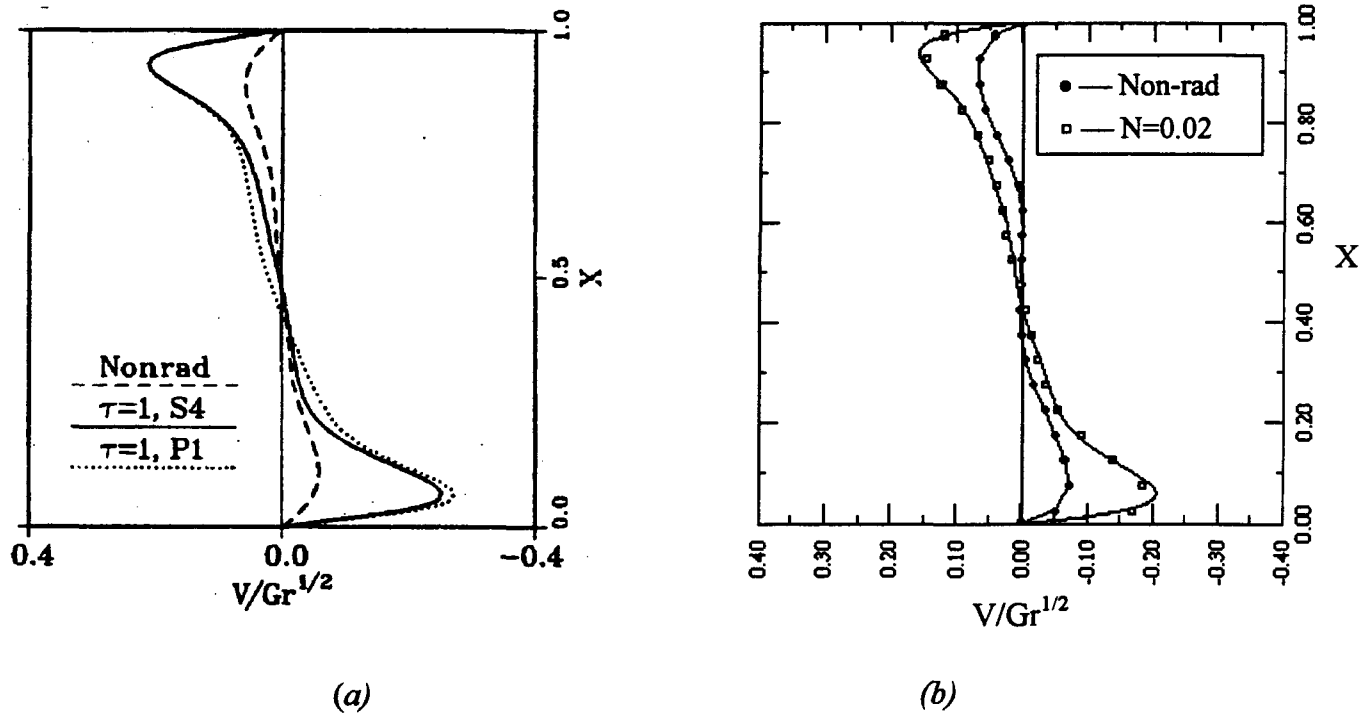 1.0
0.5
0.0
X
Nonrad
τ=1, S4
τ=1, P1
0.4
0.0
-0.4
V/Gr^{1/2}
(a)
Non-rad
N=0.02
1.00
0.80
0.60
0.40
0.20
0.00
X
0.40
0.30
0.20
0.10
0.00
-0.10
-0.20
-0.30
-0.40
V/Gr^{1/2}
(b)